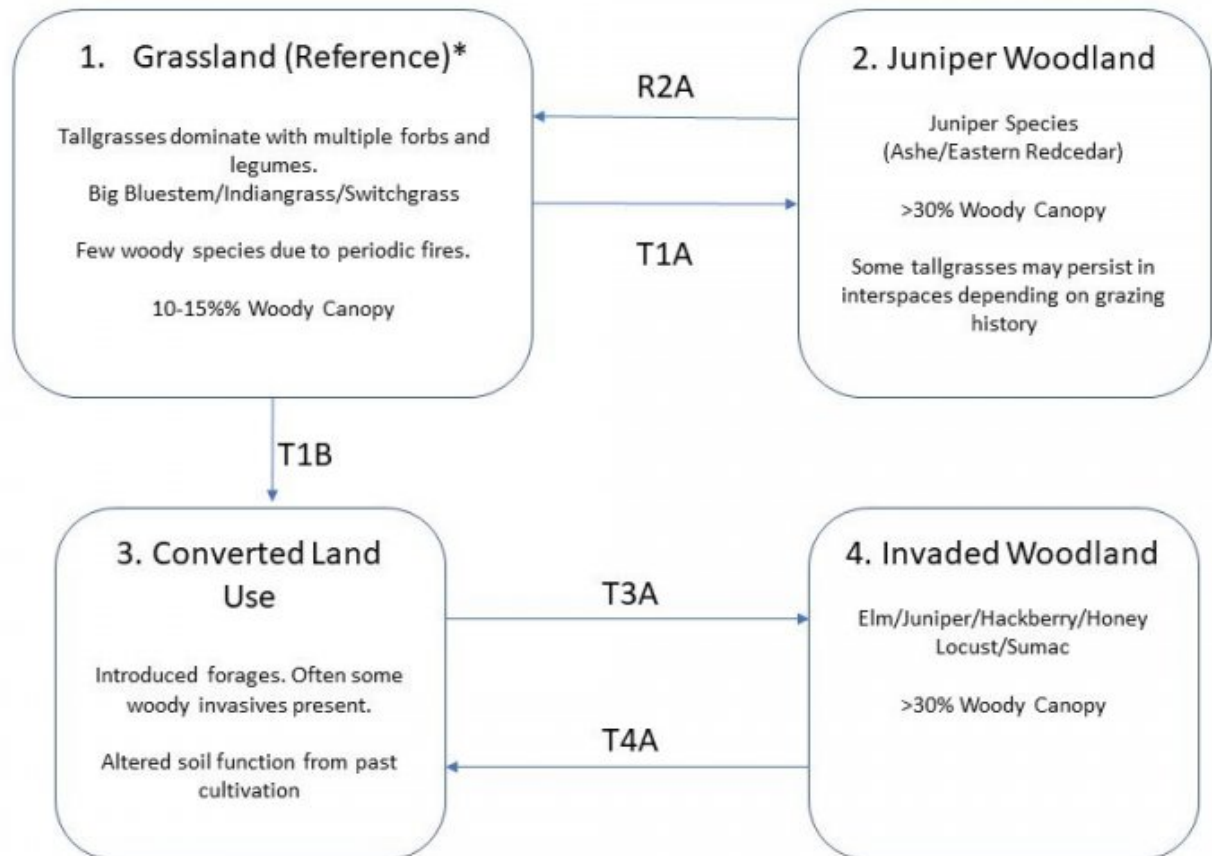 1. Grassland (Reference)*
Tallgrasses dominate with multiple forbs and
legumes.
Big Bluestem/Indiangrass/Switchgrass
Few woody species due to periodic fires.
10-15%% Woody Canopy
R2A
T1A
2. Juniper Woodland
Juniper Species
(Ashe/Eastern Redcedar)
>30% Woody Canopy
Some tallgrasses may persist in
interspaces depending on grazing
history
T1B
3. Converted Land
Use
Introduced forages. Often some
woody invasives present.
Altered soil function from past
cultivation
T3A
T4A
4. Invaded Woodland
Elm/Juniper/Hackberry/Honey
Locust/Sumac
>30% Woody Canopy